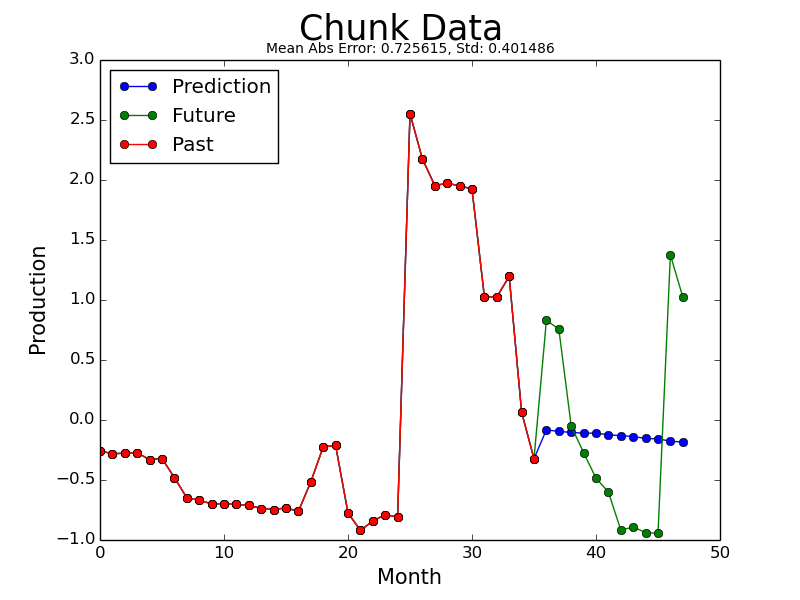 Chunk Data
Mean Abs Error: 0.725615, Std: 0.401486
Prediction
Future
Past
3.0
2.5
2.0
1.5
1.0
0.5
0.0
−0.5
−1.0
Production
0 10 20 30 40 50
Month